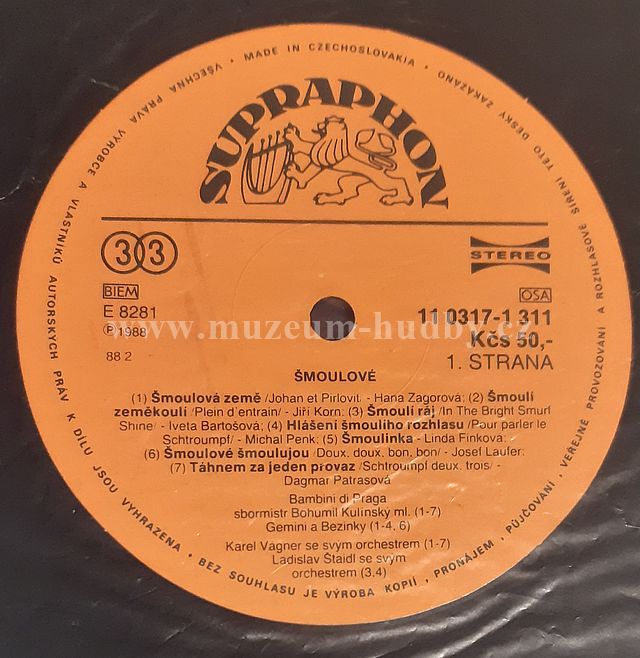 VŠECHNA PRÁVA VÝROBCE A VLASTNÍKŮ AUTORSKÝCH PRÁV K DÍLU JSOU VYHRAZENA • BEZ SOUHLASU JE VÝROBA KOPIÍ, PRONÁJEM, PŮJČOVÁNÍ, VEŘEJNÉ PROVOZOVÁNÍ A ROZHLASOVÉ ŠÍŘENÍ TÉTO DESKY ZAKÁZÁNO • MADE IN CZECHOSLOVAKIA •
SUPRAPHON
33
STEREO
BIEM
OSA
E 8281
11 0317-1 311
℗ 1988
Kčs 50,-
88 2
1. STRANA
www.muzeum-hudby.cz
ŠMOULOVÉ
(1) Šmoulová země /Johan et Pirlovit/ - Hana Zagorová; (2) Šmoulí
zeměkoulí /Plein d'entrain/ - Jiří Korn; (3) Šmoulí ráj /In The Bright Smurf
Shine/ - Iveta Bartošová; (4) Hlášení šmoulího rozhlasu /Pour parler le
Schtroumpf/ - Michal Penk; (5) Šmoulinka - Linda Finková;
(6) Šmoulové šmoulujou /Doux, doux, bon, bon/ - Josef Laufer;
(7) Táhnem za jeden provaz /Schtroumpf deux, trois/ -
Dagmar Patrasová
Bambini di Praga
sbormistr Bohumil Kulínský ml. (1-7)
Gemini a Bezinky (1-4, 6)
Karel Vágner se svým orchestrem (1-7)
Ladislav Štaidl se svým
orchestrem (3,4)